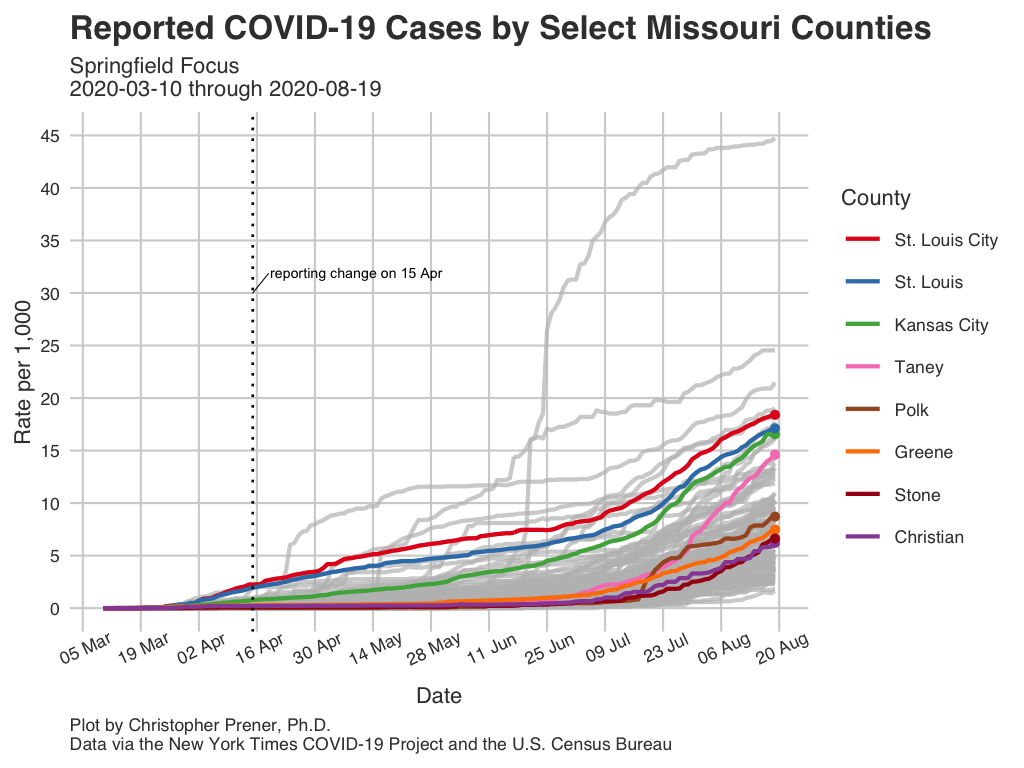 Reported COVID-19 Cases by Select Missouri Counties
Springfield Focus
2020-03-10 through 2020-08-19
45
40
35
30
25
20
15
10
5
0
Rate per 1,000
reporting change on 15 Apr
05 Mar
19 Mar
02 Apr
16 Apr
30 Apr
14 May
28 May
11 Jun
25 Jun
09 Jul
23 Jul
06 Aug
20 Aug
Date
County
St. Louis City
St. Louis
Kansas City
Taney
Polk
Greene
Stone
Christian
Plot by Christopher Prener, Ph.D.
Data via the New York Times COVID-19 Project and the U.S. Census Bureau